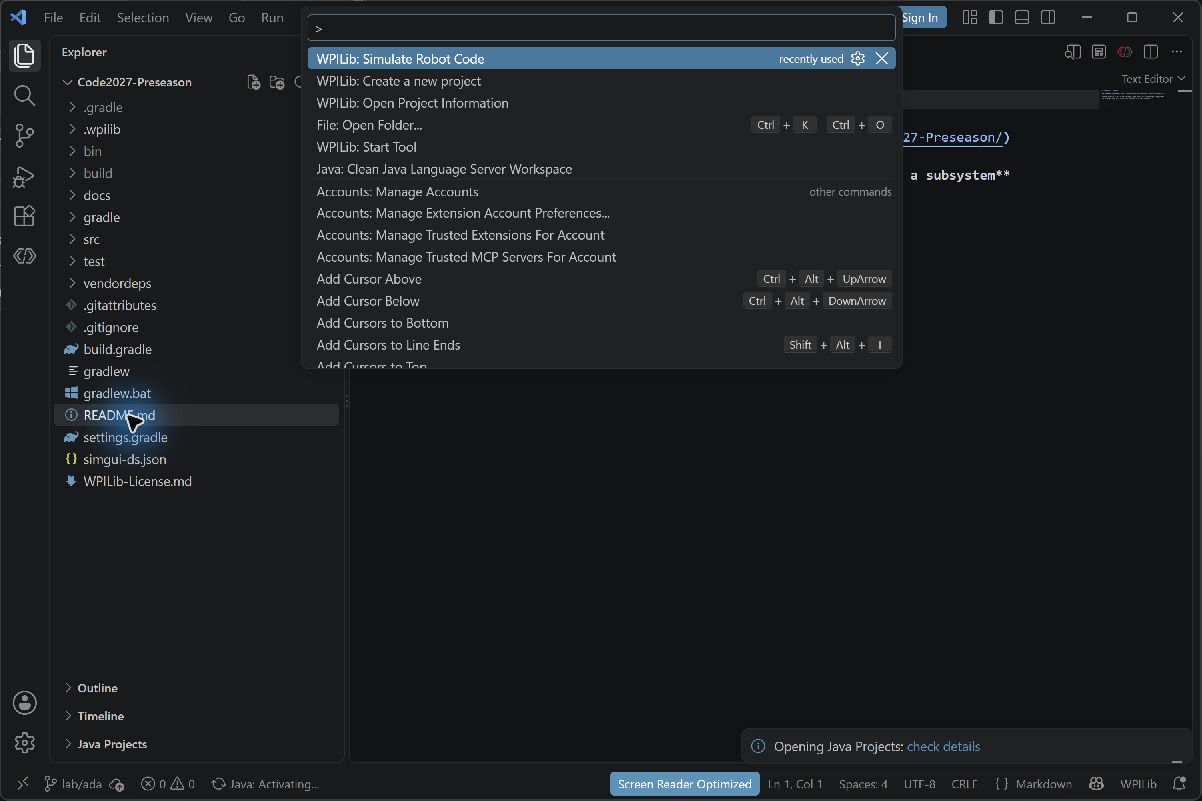 File Edit Selection View Go Run
>
Sign In
Explorer
WPILib: Simulate Robot Code recently used
Code2027-Preseason
WPILib: Create a new project
Text Editor
.gradle
WPILib: Open Project Information
.wpilib
File: Open Folder... Ctrl + K Ctrl + O
27-Preseason/)
bin
WPILib: Start Tool
build
Java: Clean Java Language Server Workspace
a subsystem**
docs
Accounts: Manage Accounts other commands
gradle
Accounts: Manage Extension Account Preferences...
src
Accounts: Manage Trusted Extensions For Account
test
Accounts: Manage Trusted MCP Servers For Account
vendordeps
Add Cursor Above Ctrl + Alt + UpArrow
.gitattributes
Add Cursor Below Ctrl + Alt + DownArrow
.gitignore
Add Cursors to Bottom
build.gradle
Add Cursors to Line Ends Shift + Alt + I
gradlew
Add Cursors to Top
gradlew.bat
README.md
settings.gradle
simgui-ds.json
WPILib-License.md
Outline
Timeline
Java Projects
Opening Java Projects: check details
lab/ada 0 0 Java: Activating... Screen Reader Optimized Ln 1, Col 1 Spaces: 4 UTF-8 CRLF {} Markdown WPILib